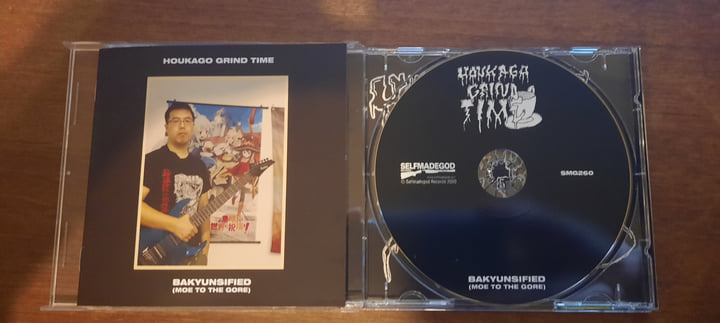 HOUKAGO GRIND TIME
BAKYUNSIFIED
(MOE TO THE GORE)
HOUKAGO
GRIND
TIME
SELFMADEGOD
SMG260
BAKYUNSIFIED
(MOE TO THE GORE)